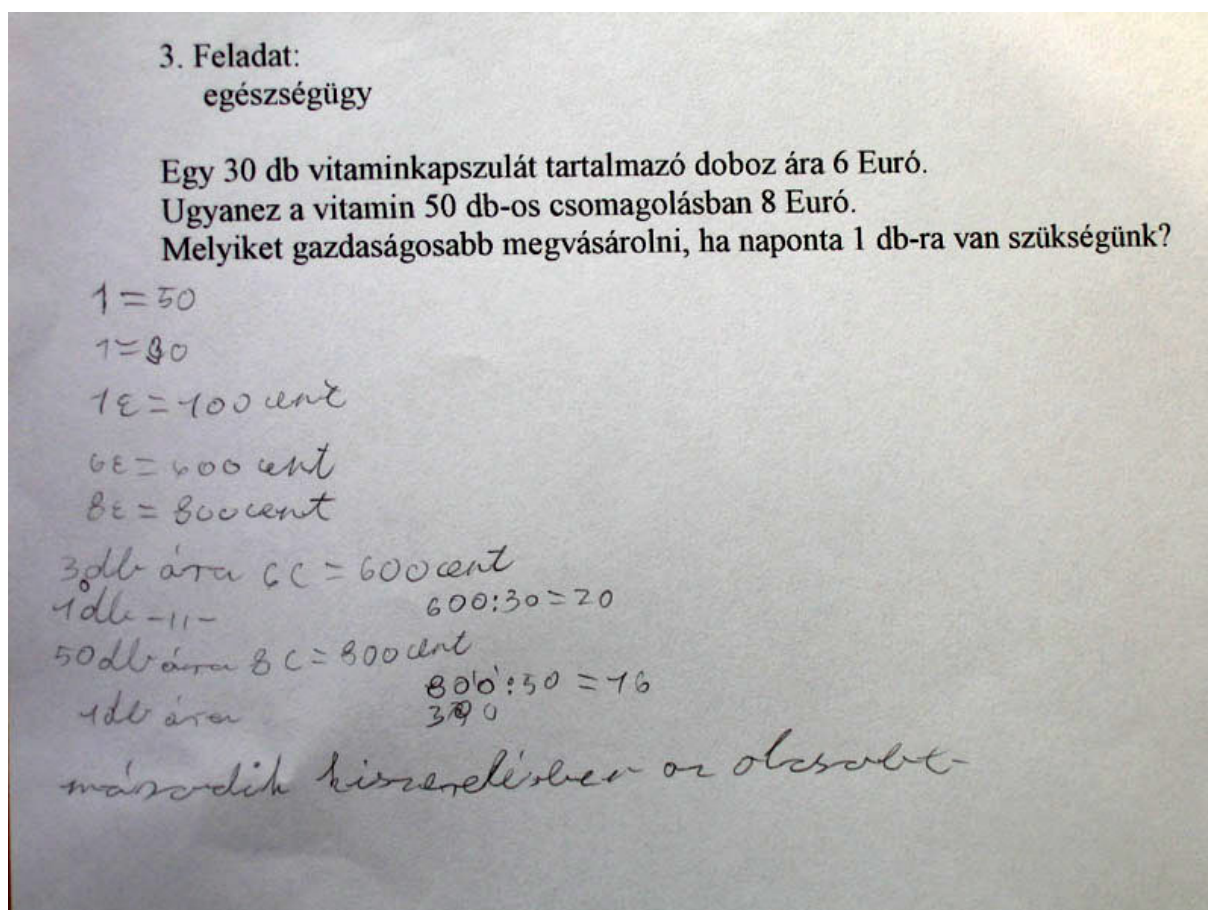 3. Feladat:
egészségügy
Egy 30 db vitaminkapszulát tartalmazó doboz ára 6 Euró.
Ugyanez a vitamin 50 db-os csomagolásban 8 Euró.
Melyiket gazdaságosabb megvásárolni, ha naponta 1 db-ra van szükségünk?
1 = 50
1 = 30
1€ = 100 cent
6€ = 600 cent
8€ = 800 cent
30db ára 6€ = 600 cent
1db -11- 600:30=20
50db ára 8€ = 800 cent
800:50 = 16
1db ára 300
második kiszerelésben az olcsobb